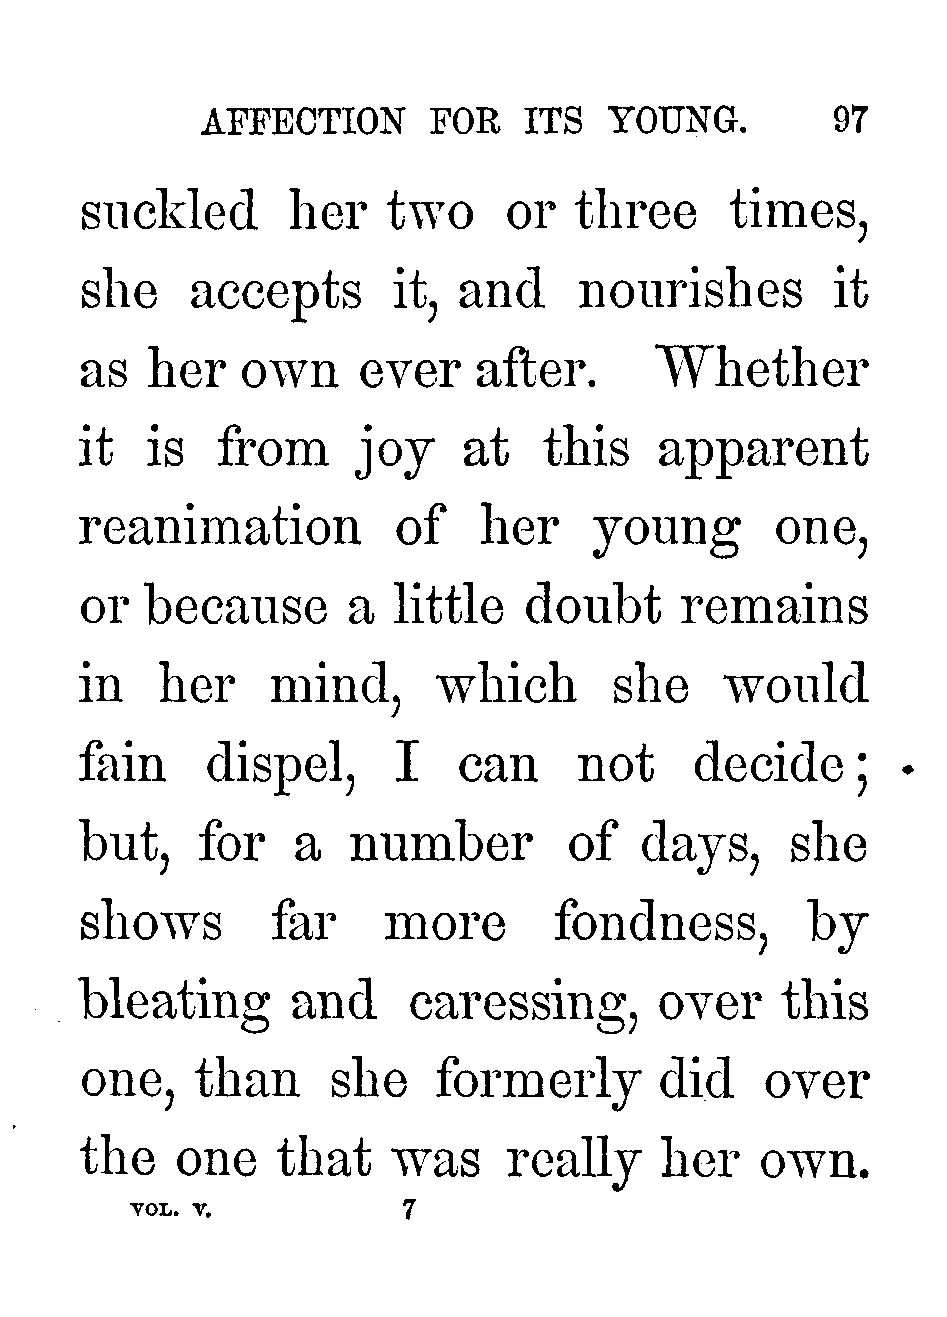 AFFECTION FOR ITS YOUNG. 97
suckled her two or three times,
she accepts it, and nourishes it
as her own ever after. Whether
it is from joy at this apparent
reanimation of her young one,
or because a little doubt remains
in her mind, which she would
fain dispel, I can not decide;
but, for a number of days, she
shows far more fondness, by
bleating and caressing, over this
one, than she formerly did over
the one that was really her own.
VOL. V. 7